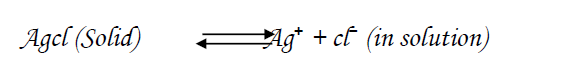 Agcl (Solid) ⇌ Ag⁺ + cl⁻ (in solution)